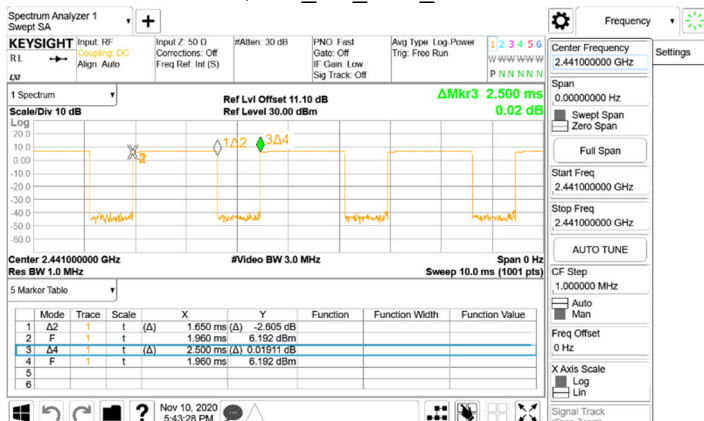 Spectrum Analyzer 1
Swept SA
Frequency
KEYSIGHT
RL
LXI
Input: RF
Coupling: DC
Align: Auto
Input Z: 50 Ω
Corrections: Off
Freq Ref: Int (S)
#Atten: 30 dB
PNO: Fast
Gate: Off
IF Gain: Low
Sig Track: Off
Avg Type: Log-Power
Trig: Free Run
1 2 3 4 5 6
W W W W W W
P N N N N N
Center Frequency
2.441000000 GHz
Settings
1 Spectrum
Scale/Div 10 dB
Ref Lvl Offset 11.10 dB
Ref Level 30.00 dBm
ΔMkr3 2.500 ms
0.02 dB
Span
0.00000000 Hz
Swept Span
Zero Span
Full Span
Log
20.0
10.0
0.00
-10.0
-20.0
-30.0
-40.0
-50.0
-60.0
1Δ2
3Δ4
Start Freq
2.441000000 GHz
Stop Freq
2.441000000 GHz
AUTO TUNE
Center 2.441000000 GHz
Res BW 1.0 MHz
#Video BW 3.0 MHz
Span 0 Hz
Sweep 10.0 ms (1001 pts)
CF Step
1.000000 MHz
Auto
Man
5 Marker Table
Mode Trace Scale X Y Function Function Width Function Value
1 Δ2 1 t (Δ) 1.650 ms (Δ) -2.605 dB
2 F 1 t 1.960 ms 6.192 dBm
3 Δ4 1 t (Δ) 2.500 ms (Δ) 0.01911 dB
4 F 1 t 1.960 ms 6.192 dBm
5
6
Freq Offset
0 Hz
X Axis Scale
Log
Lin
Signal Track
(Span Zoom)
?
Nov 10, 2020
5:43:28 PM